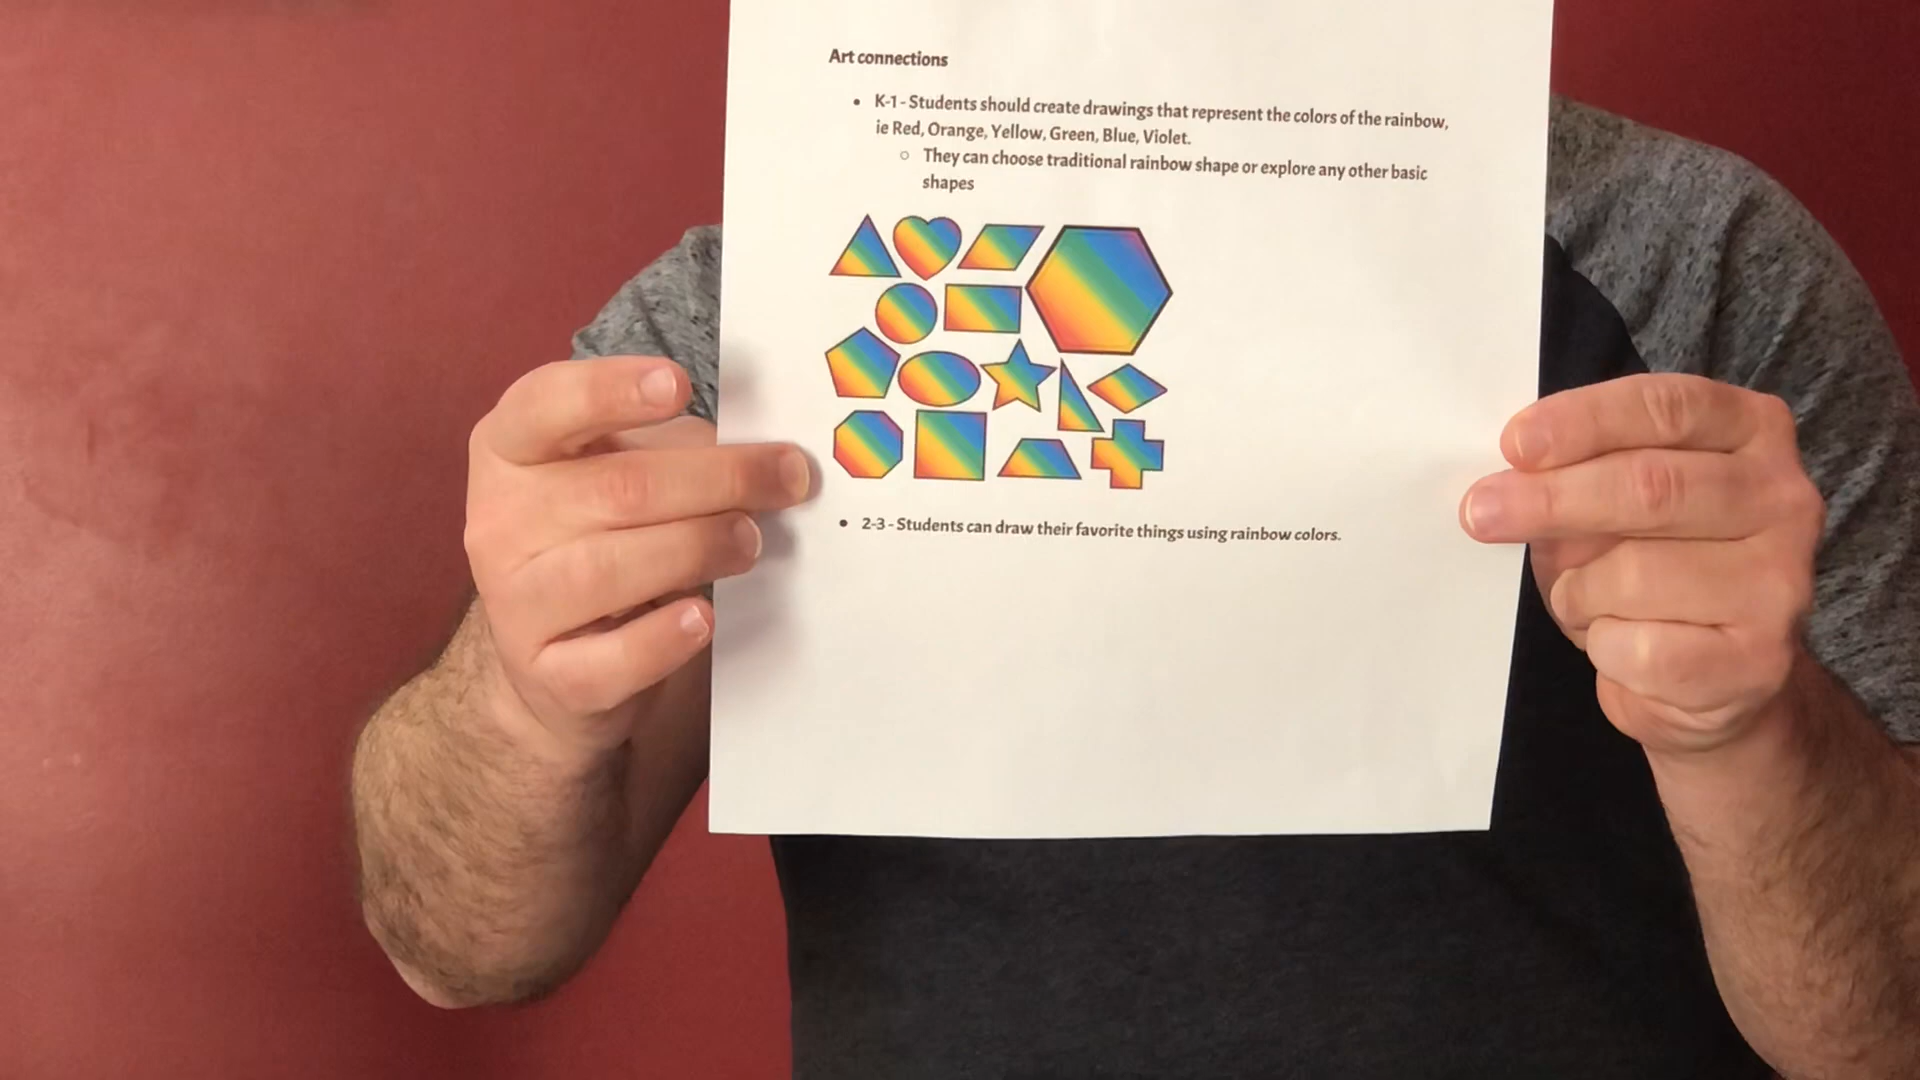 Art connections
K-1 - Students should create drawings that represent the colors of the rainbow,
ie Red, Orange, Yellow, Green, Blue, Violet.
They can choose traditional rainbow shape or explore any other basic
shapes
2-3 - Students can draw their favorite things using rainbow colors.